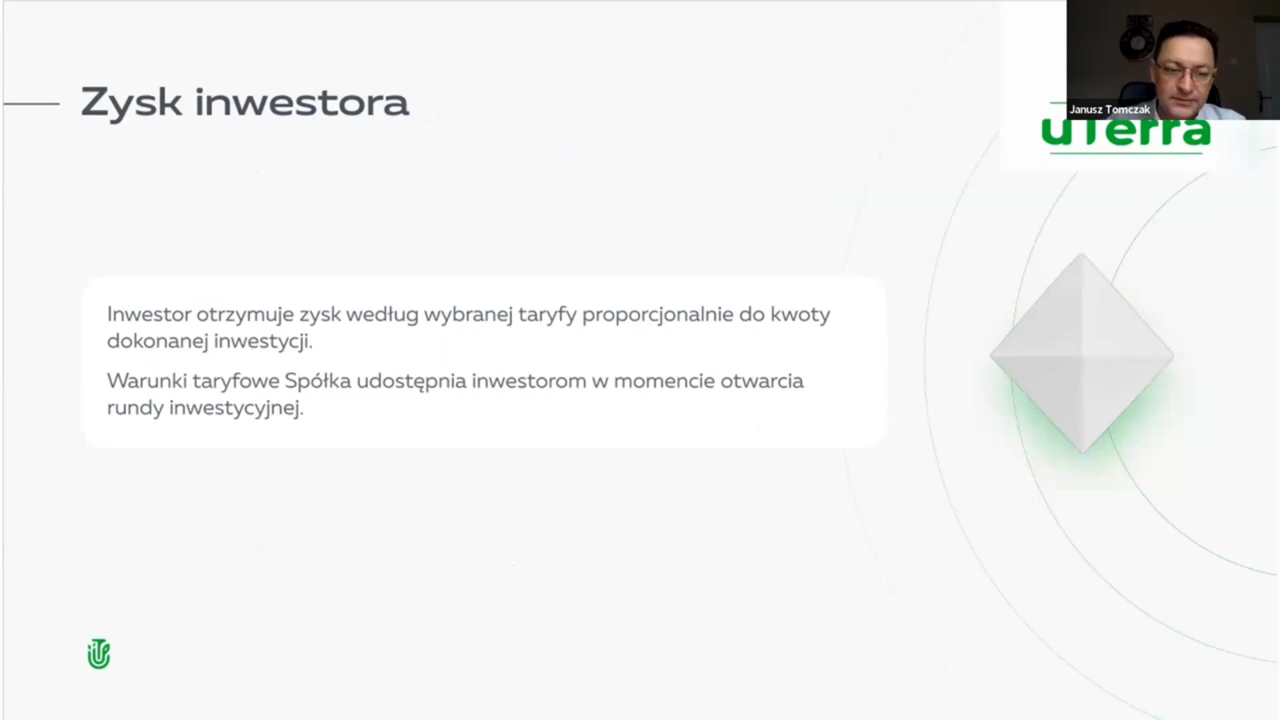 Zysk inwestora
Janusz Tomczak
uTerra
Inwestor otrzymuje zysk według wybranej taryfy proporcjonalnie do kwoty
dokonanej inwestycji.
Warunki taryfowe Spółka udostępnia inwestorom w momencie otwarcia
rundy inwestycyjnej.